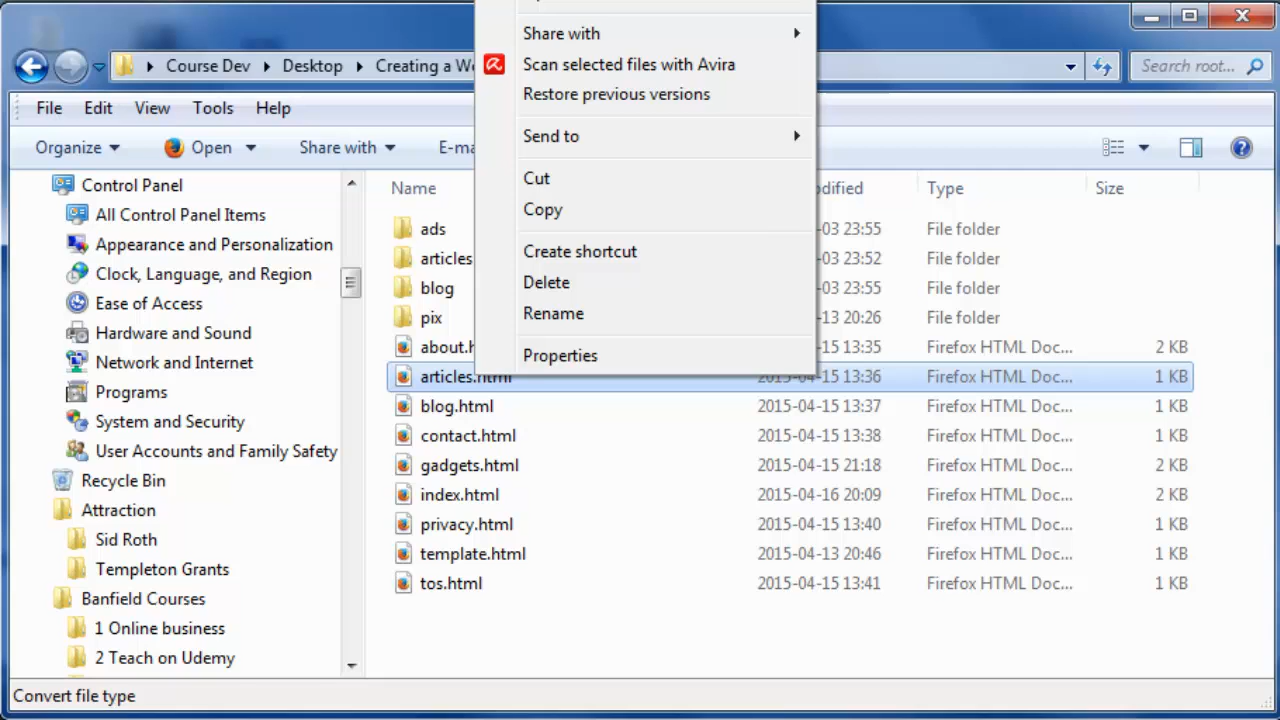 Share with
Scan selected files with Avira
Restore previous versions
Send to
Cut
Copy
Create shortcut
Delete
Rename
Properties
Course Dev Desktop Creating a We
Search root...
File Edit View Tools Help
Organize Open Share with E-ma
Control Panel
All Control Panel Items
Appearance and Personalization
Clock, Language, and Region
Ease of Access
Hardware and Sound
Network and Internet
Programs
System and Security
User Accounts and Family Safety
Recycle Bin
Attraction
Sid Roth
Templeton Grants
Banfield Courses
1 Online business
2 Teach on Udemy
Name odified Type Size
ads -03 23:55 File folder
articles -03 23:52 File folder
blog -03 23:55 File folder
pix -13 20:26 File folder
about.h -15 13:35 Firefox HTML Doc... 2 KB
articles.html 2015-04-15 13:36 Firefox HTML Doc... 1 KB
blog.html 2015-04-15 13:37 Firefox HTML Doc... 1 KB
contact.html 2015-04-15 13:38 Firefox HTML Doc... 1 KB
gadgets.html 2015-04-15 21:18 Firefox HTML Doc... 2 KB
index.html 2015-04-16 20:09 Firefox HTML Doc... 2 KB
privacy.html 2015-04-15 13:40 Firefox HTML Doc... 1 KB
template.html 2015-04-13 20:46 Firefox HTML Doc... 1 KB
tos.html 2015-04-15 13:41 Firefox HTML Doc... 1 KB
Convert file type